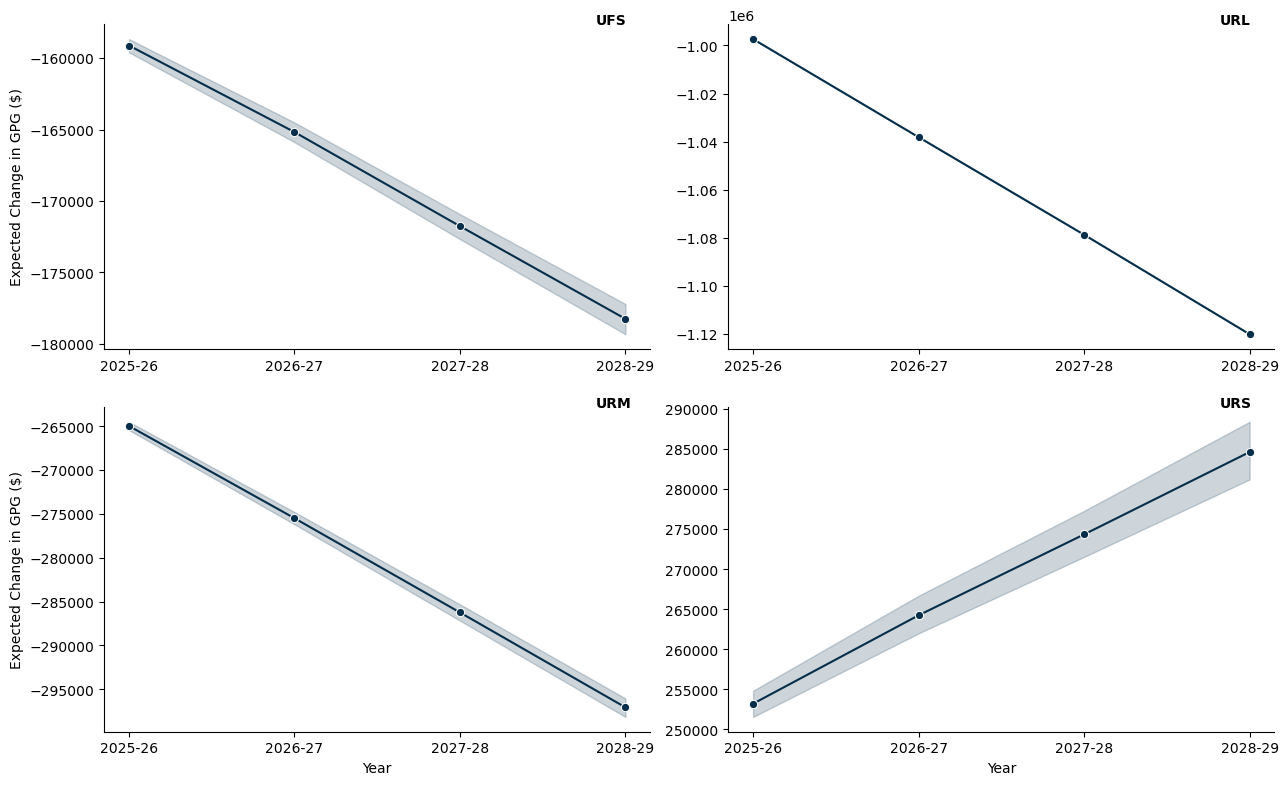 UFS
Expected Change in GPG ($)
−160000
−165000
−170000
−175000
−180000
2025-26 2026-27 2027-28 2028-29
1e6
URL
−1.00
−1.02
−1.04
−1.06
−1.08
−1.10
−1.12
2025-26 2026-27 2027-28 2028-29
URM
Expected Change in GPG ($)
−265000
−270000
−275000
−280000
−285000
−290000
−295000
2025-26 2026-27 2027-28 2028-29
Year
URS
290000
285000
280000
275000
270000
265000
260000
255000
250000
2025-26 2026-27 2027-28 2028-29
Year